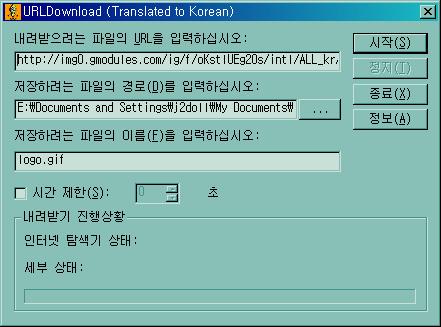 URLDownload (Translated to Korean)
내려받으려는 파일의 URL을 입력하십시오:
시작(S)
http://img0.gmodules.com/ig/f/oKstIUEg20s/intl/ALL_kr/
정지(T)
저장하려는 파일의 경로(D)를 입력하십시오:
종료(X)
E:\Documents and Settings\j2doll\My Documents\
...
정보(A)
저장하려는 파일의 이름(F)을 입력하십시오:
logo.gif
시간 제한(S):
0
초
내려받기 진행상황
인터넷 탐색기 상태:
세부 상태: